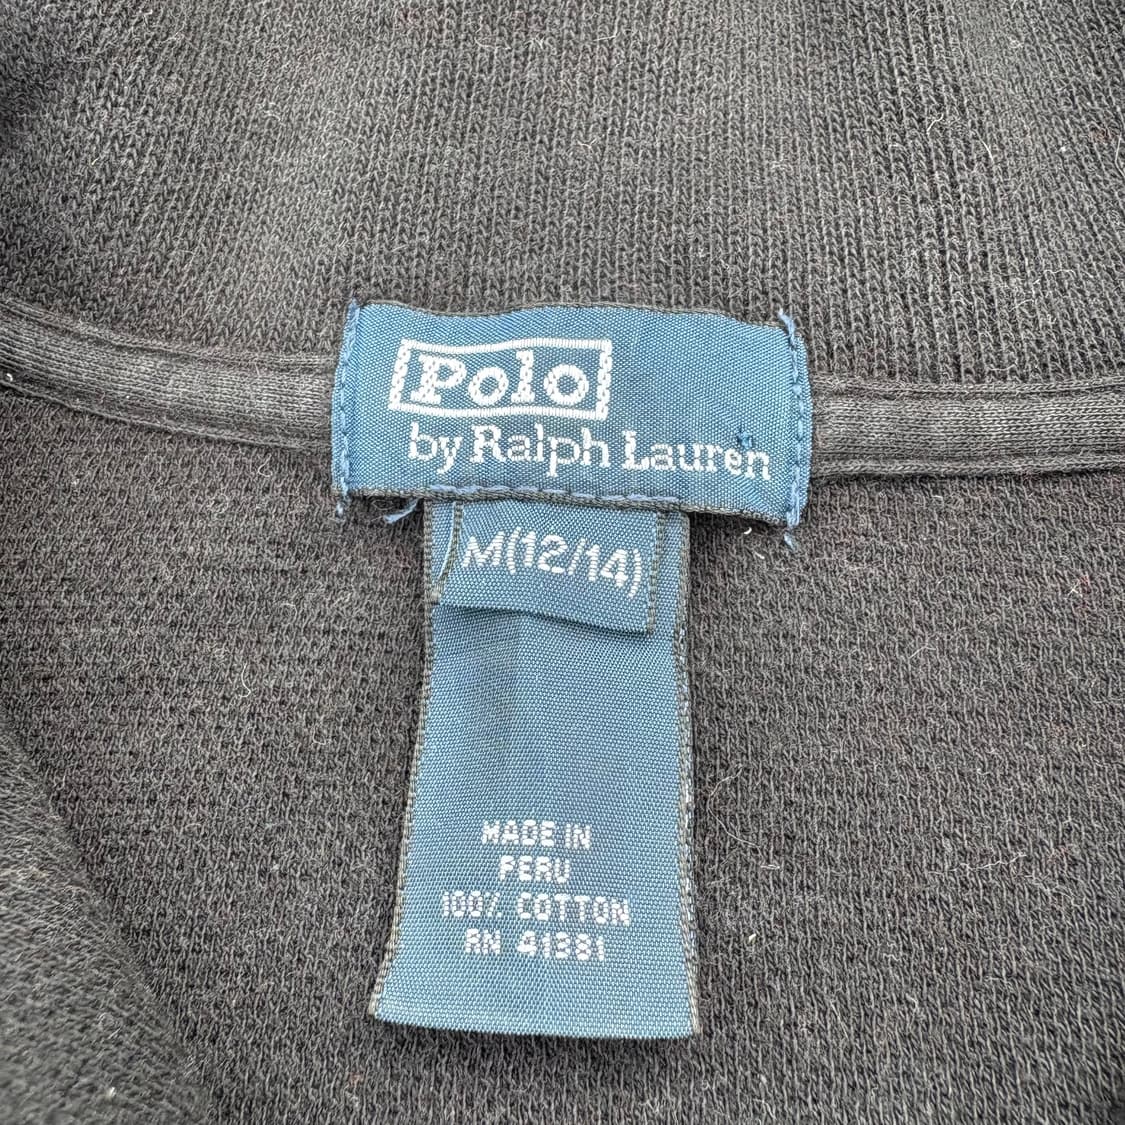 Polo
by Ralph Lauren
M(12/14)
MADE IN
PERU
100% COTTON
RN 41381